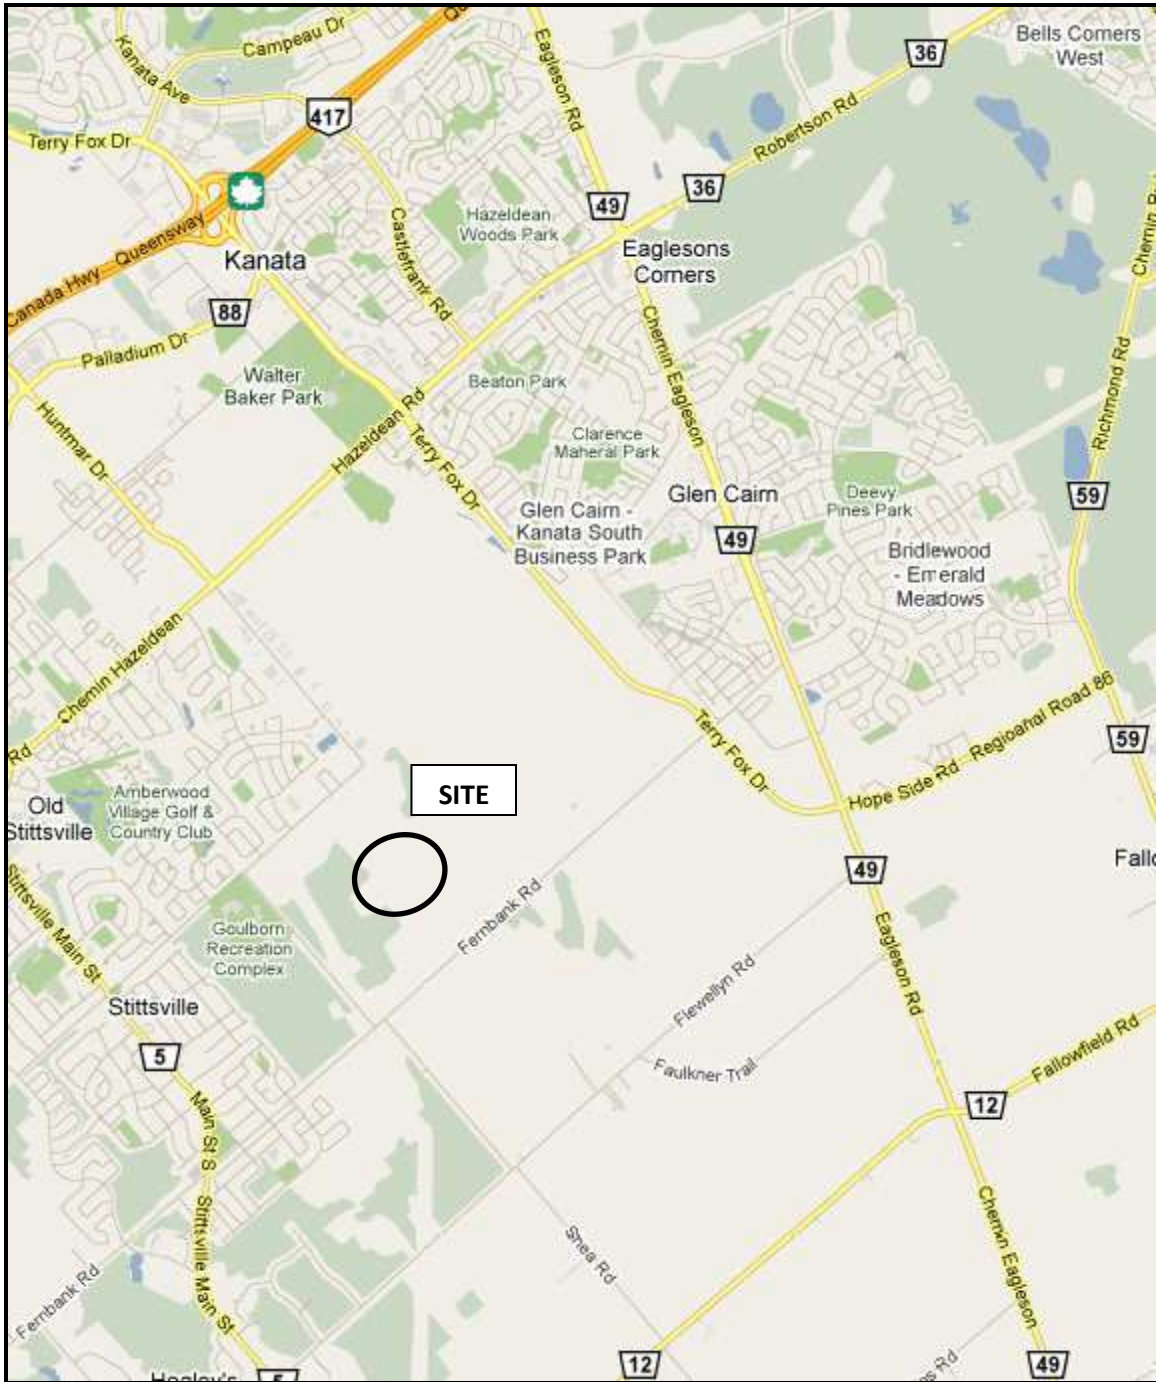 Campeau Dr
Kanata Ave
Eagleson Rd
Bells Corners
West
36
417
Terry Fox Dr
Robertson Rd
49
36
Castlefrank Rd
Hazeldean
Woods Park
Eaglesons
Corners
Canada Hwy
Queensway
Kanata
88
Palladium Dr
Chemin Eagleson
Richmond Rd
Walter
Baker Park
Beaton Park
Huntmar Dr
Hazeldean Rd
Terry Fox Dr
Clarence
Maheral Park
Glen Cairn
Deevy
Pines Park
59
Glen Cairn -
Kanata South
Business Park
49
Bridlewood
- Emerald
Meadows
Chemin Hazeldean
Rd
Terry Fox Dr
Hope Side Rd
Regioanal Road 86
59
SITE
Old
Stittsville
Amberwood
Village Golf &
Country Club
49
Stittsville Main St
Fernbank Rd
Goulborn
Recreation
Complex
Eagleson Rd
Flewellyn Rd
Stittsville
5
Faulkner Trail
Fallowfield Rd
12
Main St S
Stittsville Main St
Shea Rd
Chemin Eagleson
Fernbank Rd
12
49